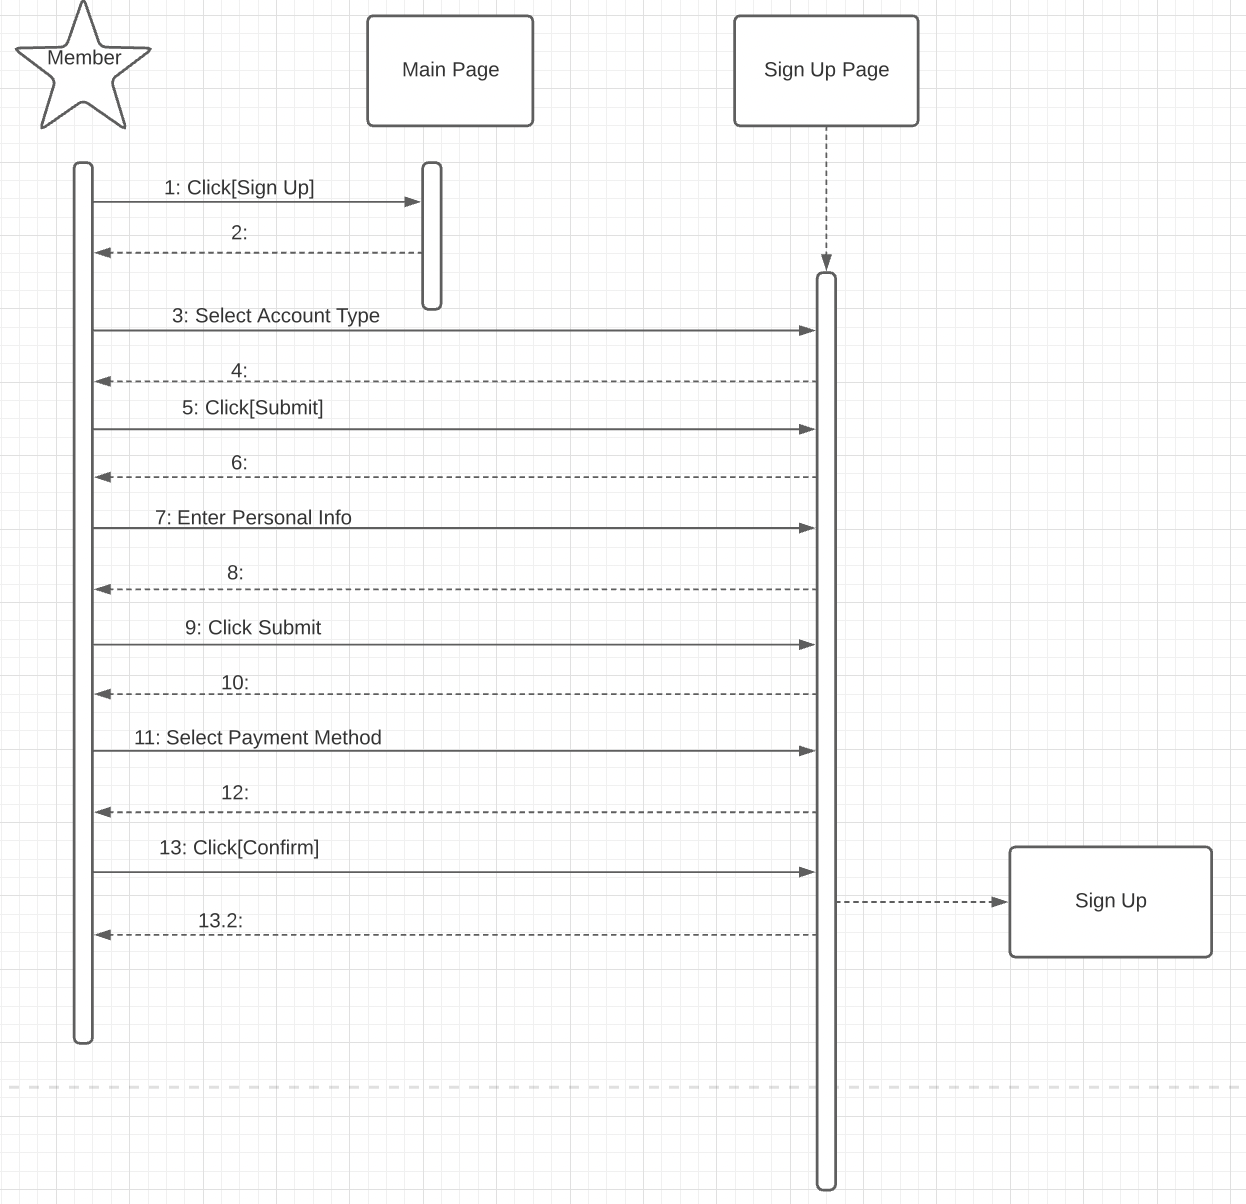 Member
Main Page
Sign Up Page
1: Click[Sign Up]
2:
3: Select Account Type
4:
5: Click[Submit]
6:
7: Enter Personal Info
8:
9: Click Submit
10:
11: Select Payment Method
12:
13: Click[Confirm]
Sign Up
13.2: